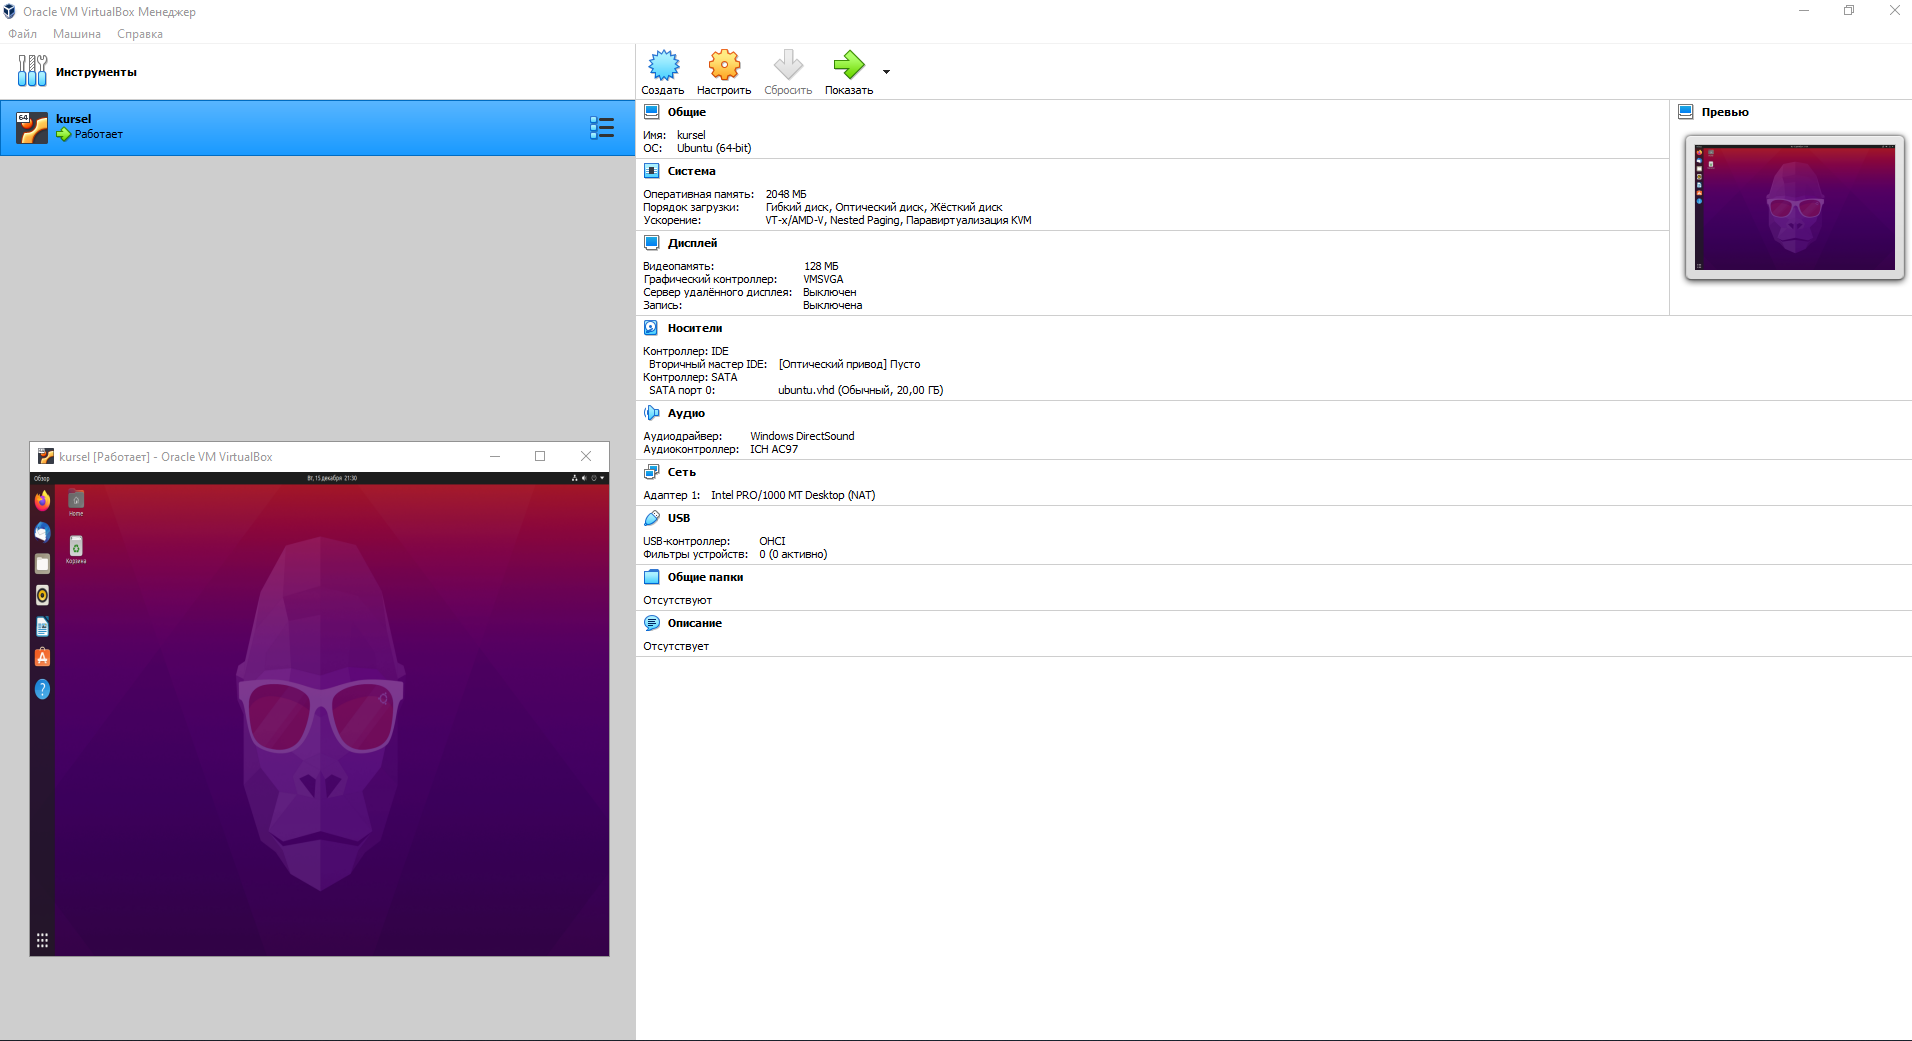 Oracle VM VirtualBox Менеджер
Файл Машина Справка
Инструменты
Создать Настроить Сбросить Показать
64
kursel
Работает
Общие
Имя: kursel
ОС: Ubuntu (64-bit)
Превью
Система
Оперативная память: 2048 МБ
Порядок загрузки: Гибкий диск, Оптический диск, Жёсткий диск
Ускорение: VT-x/AMD-V, Nested Paging, Паравиртуализация KVM
Дисплей
Видеопамять: 128 МБ
Графический контроллер: VMSVGA
Сервер удалённого дисплея: Выключен
Запись: Выключена
Носители
Контроллер: IDE
Вторичный мастер IDE: [Оптический привод] Пусто
Контроллер: SATA
SATA порт 0: ubuntu.vhd (Обычный, 20,00 ГБ)
Аудио
Аудиодрайвер: Windows DirectSound
Аудиоконтроллер: ICH AC97
Сеть
Адаптер 1: Intel PRO/1000 MT Desktop (NAT)
USB
USB-контроллер: OHCI
Фильтры устройств: 0 (0 активно)
Общие папки
Отсутствуют
Описание
Отсутствует
kursel [Работает] - Oracle VM VirtualBox
Обзор Вт, 15 декабря 21:30
Home
Корзина